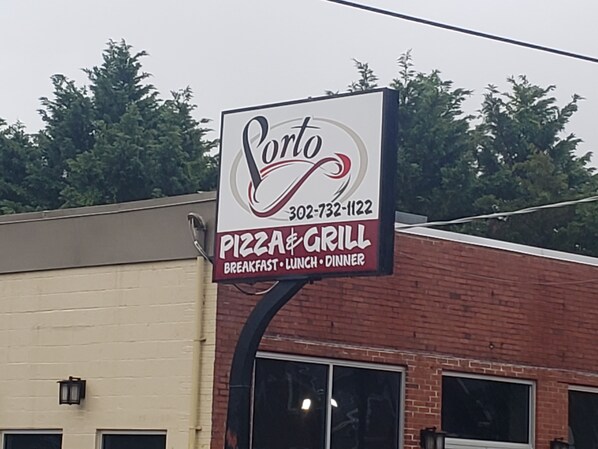 Porto
302-732-1122
PIZZA & GRILL
BREAKFAST • LUNCH • DINNER